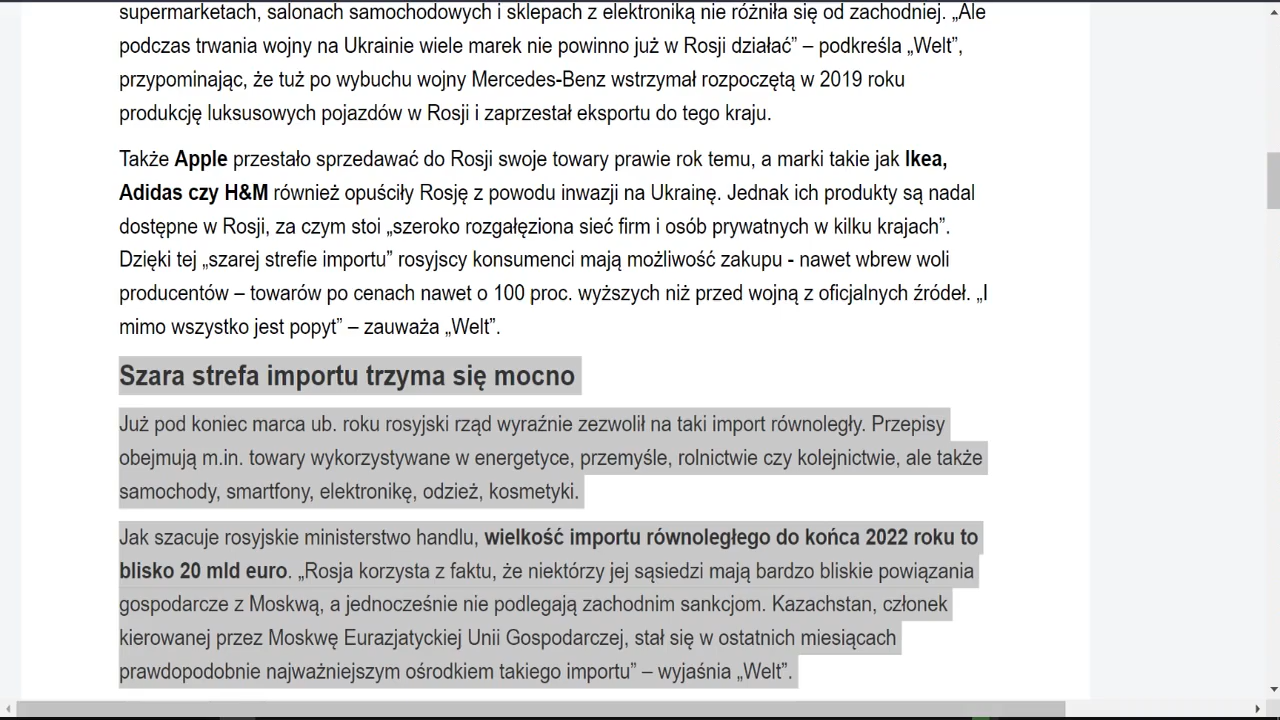 supermarketach, salonach samochodowych i sklepach z elektroniką nie różniła się od zachodniej. „Ale
podczas trwania wojny na Ukrainie wiele marek nie powinno już w Rosji działać” – podkreśla „Welt”,
przypominając, że tuż po wybuchu wojny Mercedes-Benz wstrzymał rozpoczętą w 2019 roku
produkcję luksusowych pojazdów w Rosji i zaprzestał eksportu do tego kraju.
Także Apple przestało sprzedawać do Rosji swoje towary prawie rok temu, a marki takie jak Ikea,
Adidas czy H&M również opuściły Rosję z powodu inwazji na Ukrainę. Jednak ich produkty są nadal
dostępne w Rosji, za czym stoi „szeroko rozgałęziona sieć firm i osób prywatnych w kilku krajach”.
Dzięki tej „szarej strefie importu” rosyjscy konsumenci mają możliwość zakupu - nawet wbrew woli
producentów – towarów po cenach nawet o 100 proc. wyższych niż przed wojną z oficjalnych źródeł. „I
mimo wszystko jest popyt” – zauważa „Welt”.
Szara strefa importu trzyma się mocno
Już pod koniec marca ub. roku rosyjski rząd wyraźnie zezwolił na taki import równoległy. Przepisy
obejmują m.in. towary wykorzystywane w energetyce, przemyśle, rolnictwie czy kolejnictwie, ale także
samochody, smartfony, elektronikę, odzież, kosmetyki.
Jak szacuje rosyjskie ministerstwo handlu, wielkość importu równoległego do końca 2022 roku to
blisko 20 mld euro. „Rosja korzysta z faktu, że niektórzy jej sąsiedzi mają bardzo bliskie powiązania
gospodarcze z Moskwą, a jednocześnie nie podlegają zachodnim sankcjom. Kazachstan, członek
kierowanej przez Moskwę Eurazjatyckiej Unii Gospodarczej, stał się w ostatnich miesiącach
prawdopodobnie najważniejszym ośrodkiem takiego importu” – wyjaśnia „Welt”.